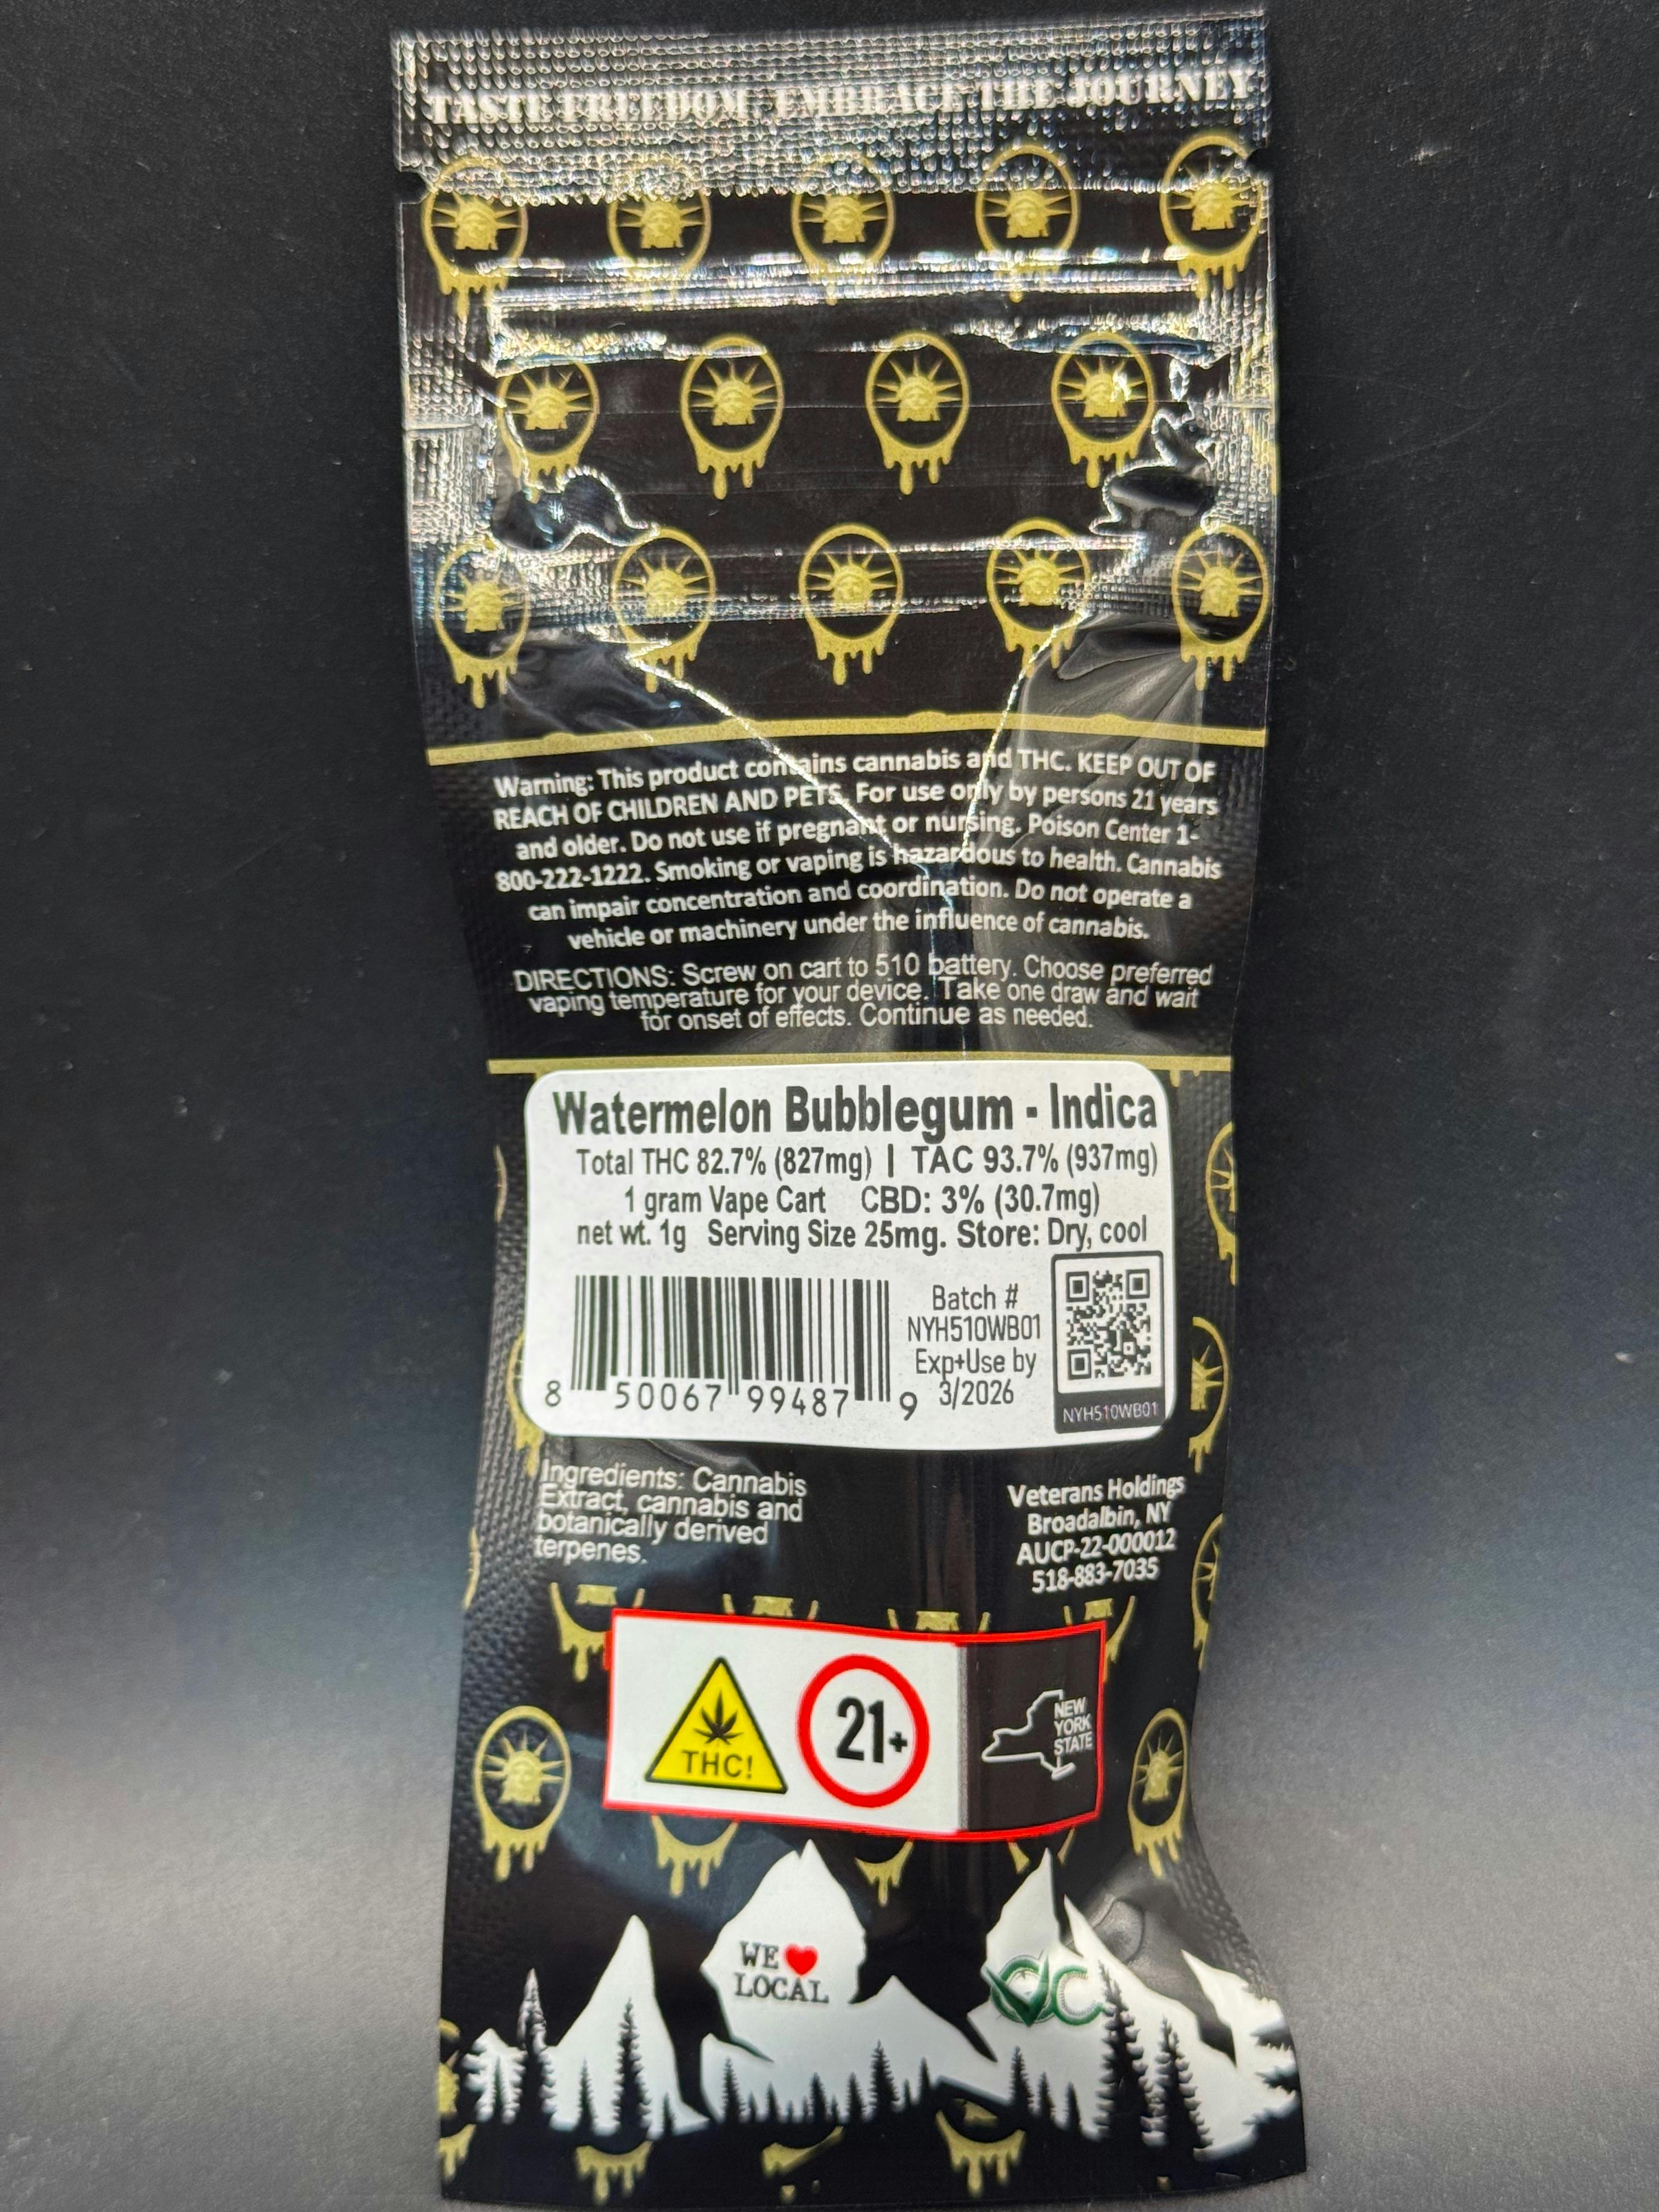 TASTE FREEDOM, EMBRACE THE JOURNEY
Warning: This product contains cannabis and THC. KEEP OUT OF
REACH OF CHILDREN AND PETS. For use only by persons 21 years
and older. Do not use if pregnant or nursing. Poison Center 1-
800-222-1222. Smoking or vaping is hazardous to health. Cannabis
can impair concentration and coordination. Do not operate a
vehicle or machinery under the influence of cannabis.
DIRECTIONS: Screw on cart to 510 battery. Choose preferred
vaping temperature for your device. Take one draw and wait
for onset of effects. Continue as needed.
Watermelon Bubblegum - Indica
Total THC 82.7% (827mg) | TAC 93.7% (937mg)
1 gram Vape Cart CBD: 3% (30.7mg)
net wt. 1g Serving Size 25mg. Store: Dry, cool
Batch #
NYH510WB01
Exp+Use by
3/2026
8 50067 99487 9
NYH510WB01
Ingredients: Cannabis
Extract, cannabis and
botanically derived
terpenes.
Veterans Holdings
Broadalbin, NY
AUCP-22-000012
518-883-7035
THC!
21+
NEW
YORK
STATE
WE ❤
LOCAL